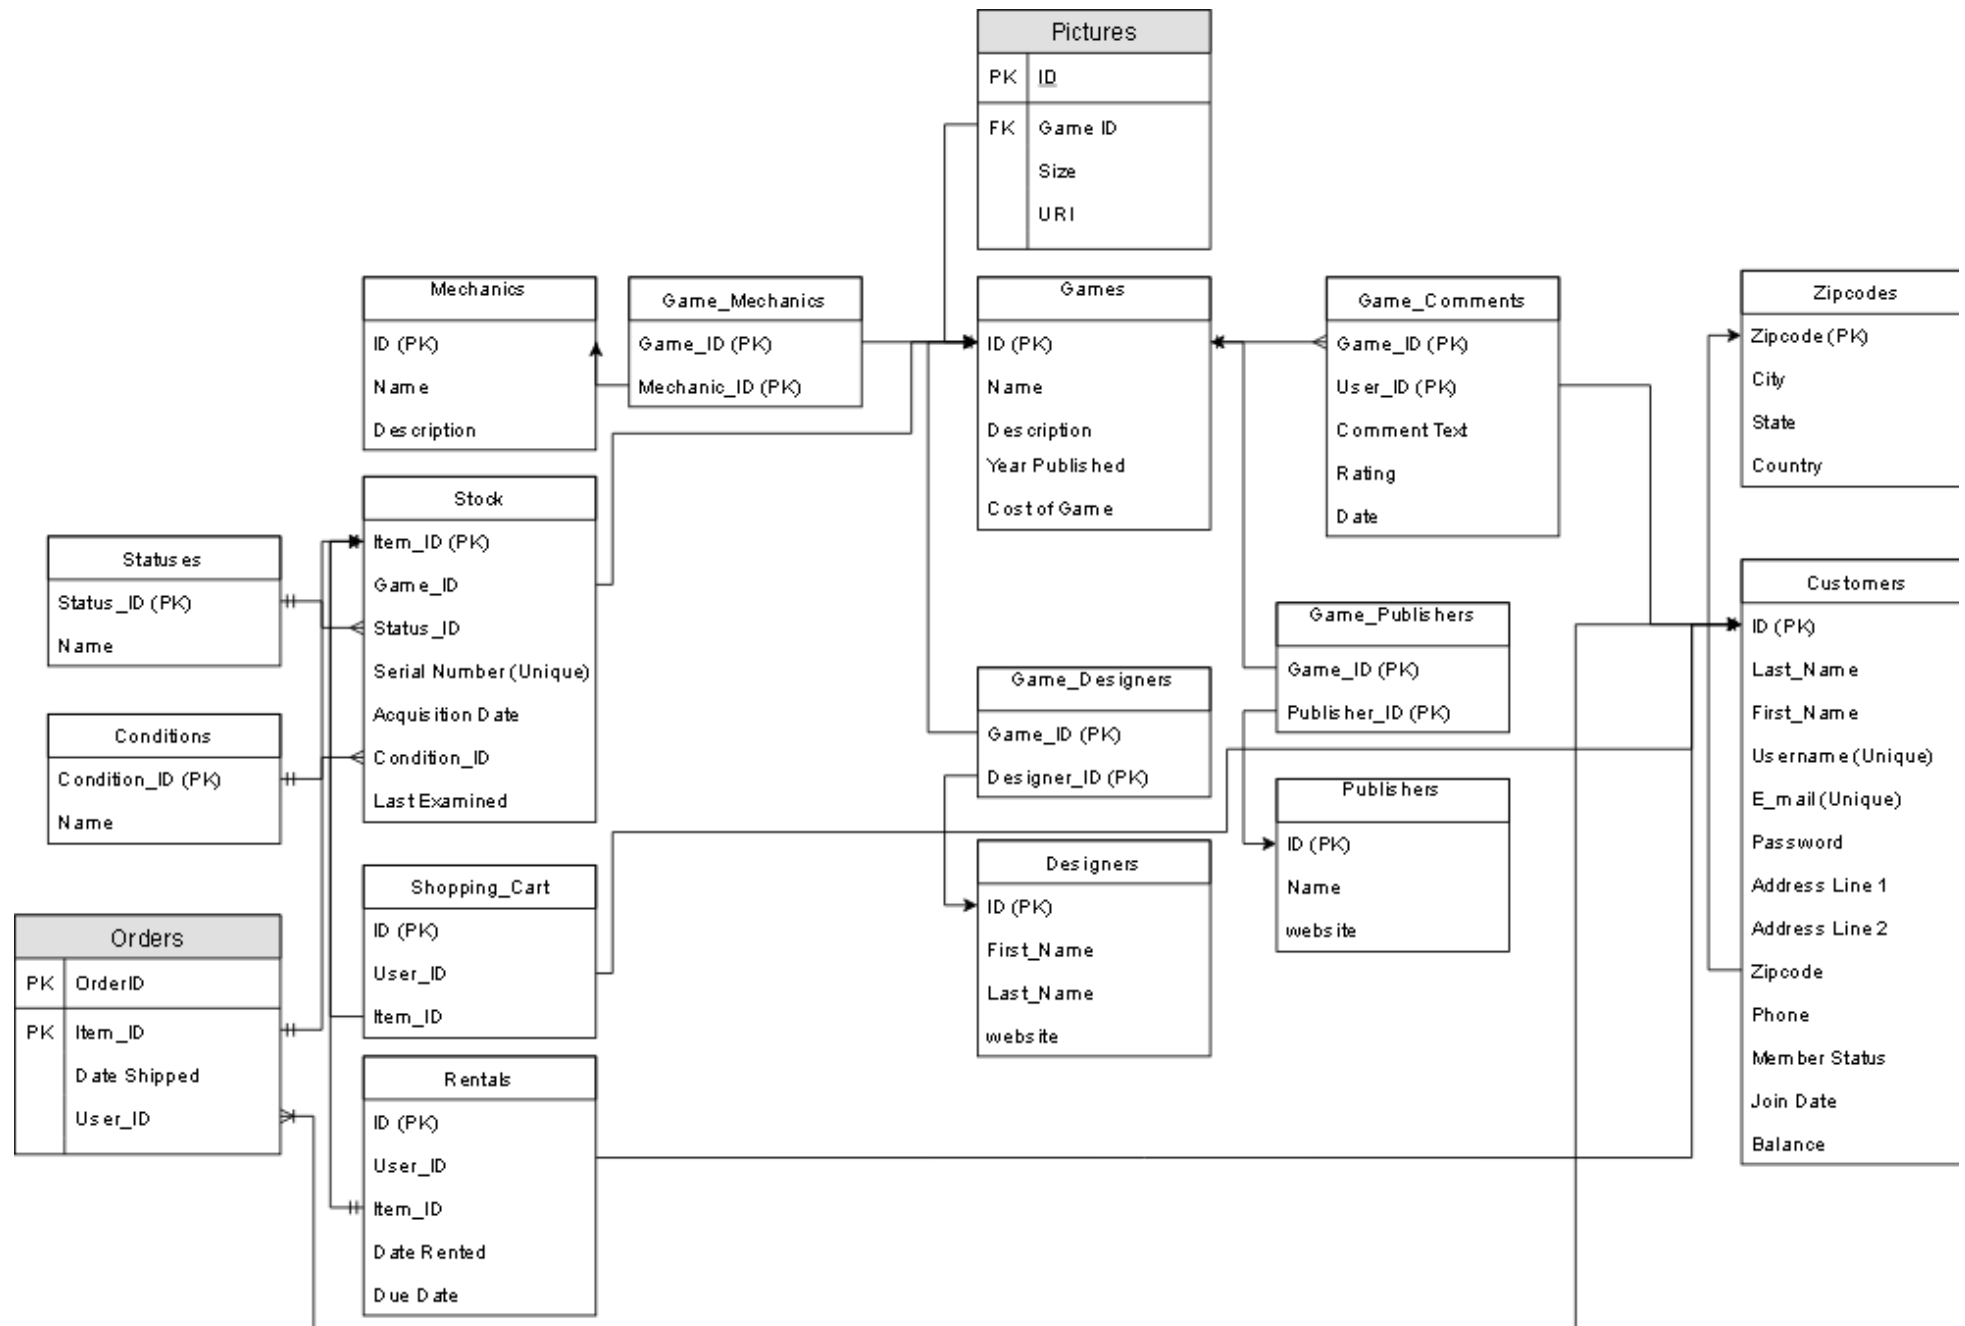 Pictures
PK ID
FK Game ID
Size
URI
Mechanics
ID (PK)
Name
Description
Game_Mechanics
Game_ID (PK)
Mechanic_ID (PK)
Games
ID (PK)
Name
Description
Year Published
Cost of Game
Game_Comments
Game_ID (PK)
User_ID (PK)
Comment Text
Rating
Date
Zipcodes
Zipcode (PK)
City
State
Country
Statuses
Status_ID (PK)
Name
Conditions
Condition_ID (PK)
Name
Stock
Item_ID (PK)
Game_ID
Status_ID
Serial Number (Unique)
Acquisition Date
Condition_ID
Last Examined
Game_Designers
Game_ID (PK)
Designer_ID (PK)
Game_Publishers
Game_ID (PK)
Publisher_ID (PK)
Customers
ID (PK)
Last_Name
First_Name
Username (Unique)
E_mail (Unique)
Password
Address Line 1
Address Line 2
Zipcode
Phone
Member Status
Join Date
Balance
Publishers
ID (PK)
Name
website
Designers
ID (PK)
First_Name
Last_Name
website
Shopping_Cart
ID (PK)
User_ID
Item_ID
Orders
PK OrderID
PK Item_ID
Date Shipped
User_ID
Rentals
ID (PK)
User_ID
Item_ID
Date Rented
Due Date